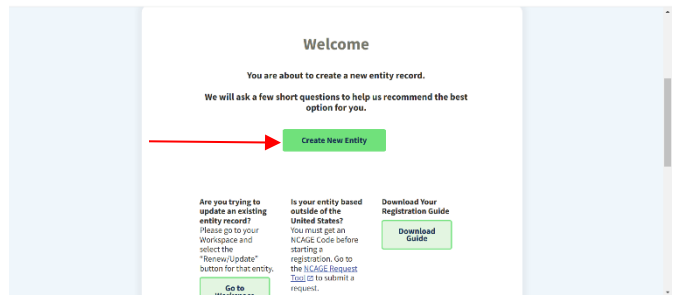 Welcome
You are about to create a new entity record.
We will ask a few short questions to help us recommend the best
option for you.
Create New Entity
Are you trying to
update an existing
entity record?
Please go to your
Workspace and
select the
"Renew/Update"
button for that entity.
Go to
Workspace
Is your entity based
outside of the
United States?
You must get an
NCAGE Code before
starting a
registration. Go to
the NCAGE Request
Tool to submit a
request.
Download Your
Registration Guide
Download
Guide